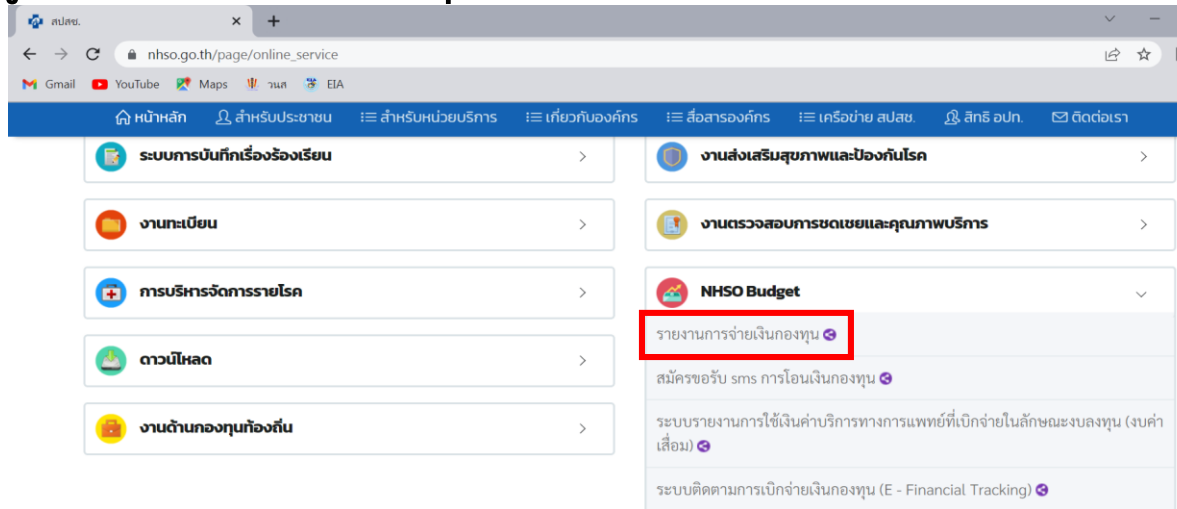 สปสช.
nhso.go.th/page/online_service
Gmail YouTube Maps วนส EIA
หน้าหลัก สำหรับประชาชน สำหรับหน่วยบริการ เกี่ยวกับองค์กร สื่อสารองค์กร เครือข่าย สปสช. สิทธิ อปท. ติดต่อเรา
ระบบการบันทึกเรื่องร้องเรียน
งานทะเบียน
การบริหารจัดการรายโรค
ดาวน์โหลด
งานด้านกองทุนท้องถิ่น
งานส่งเสริมสุขภาพและป้องกันโรค
งานตรวจสอบการชดเชยและคุณภาพบริการ
NHSO Budget
รายงานการจ่ายเงินกองทุน
สมัครขอรับ sms การโอนเงินกองทุน
ระบบรายงานการใช้เงินค่าบริการทางการแพทย์ที่เบิกจ่ายในลักษณะงบลงทุน (งบค่า
เสื่อม)
ระบบติดตามการเบิกจ่ายเงินกองทุน (E - Financial Tracking)